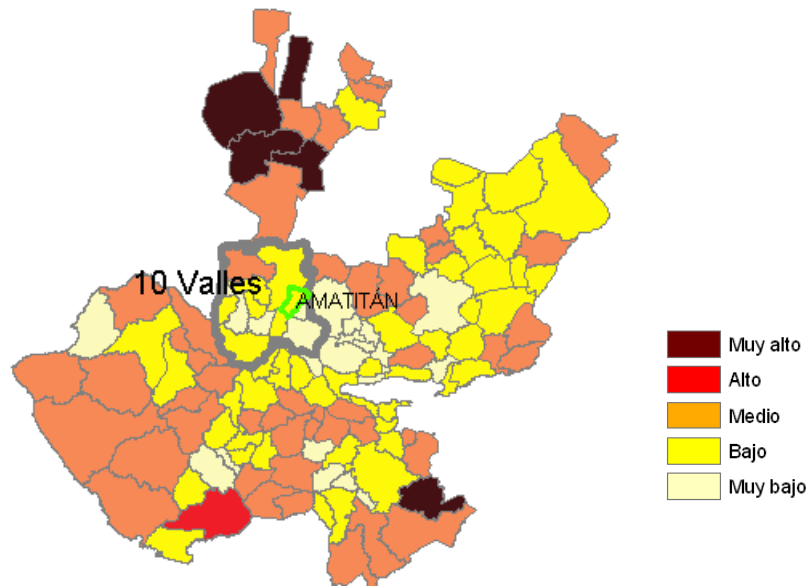 10 Valles
AMATITÁN
Muy alto
Alto
Medio
Bajo
Muy bajo